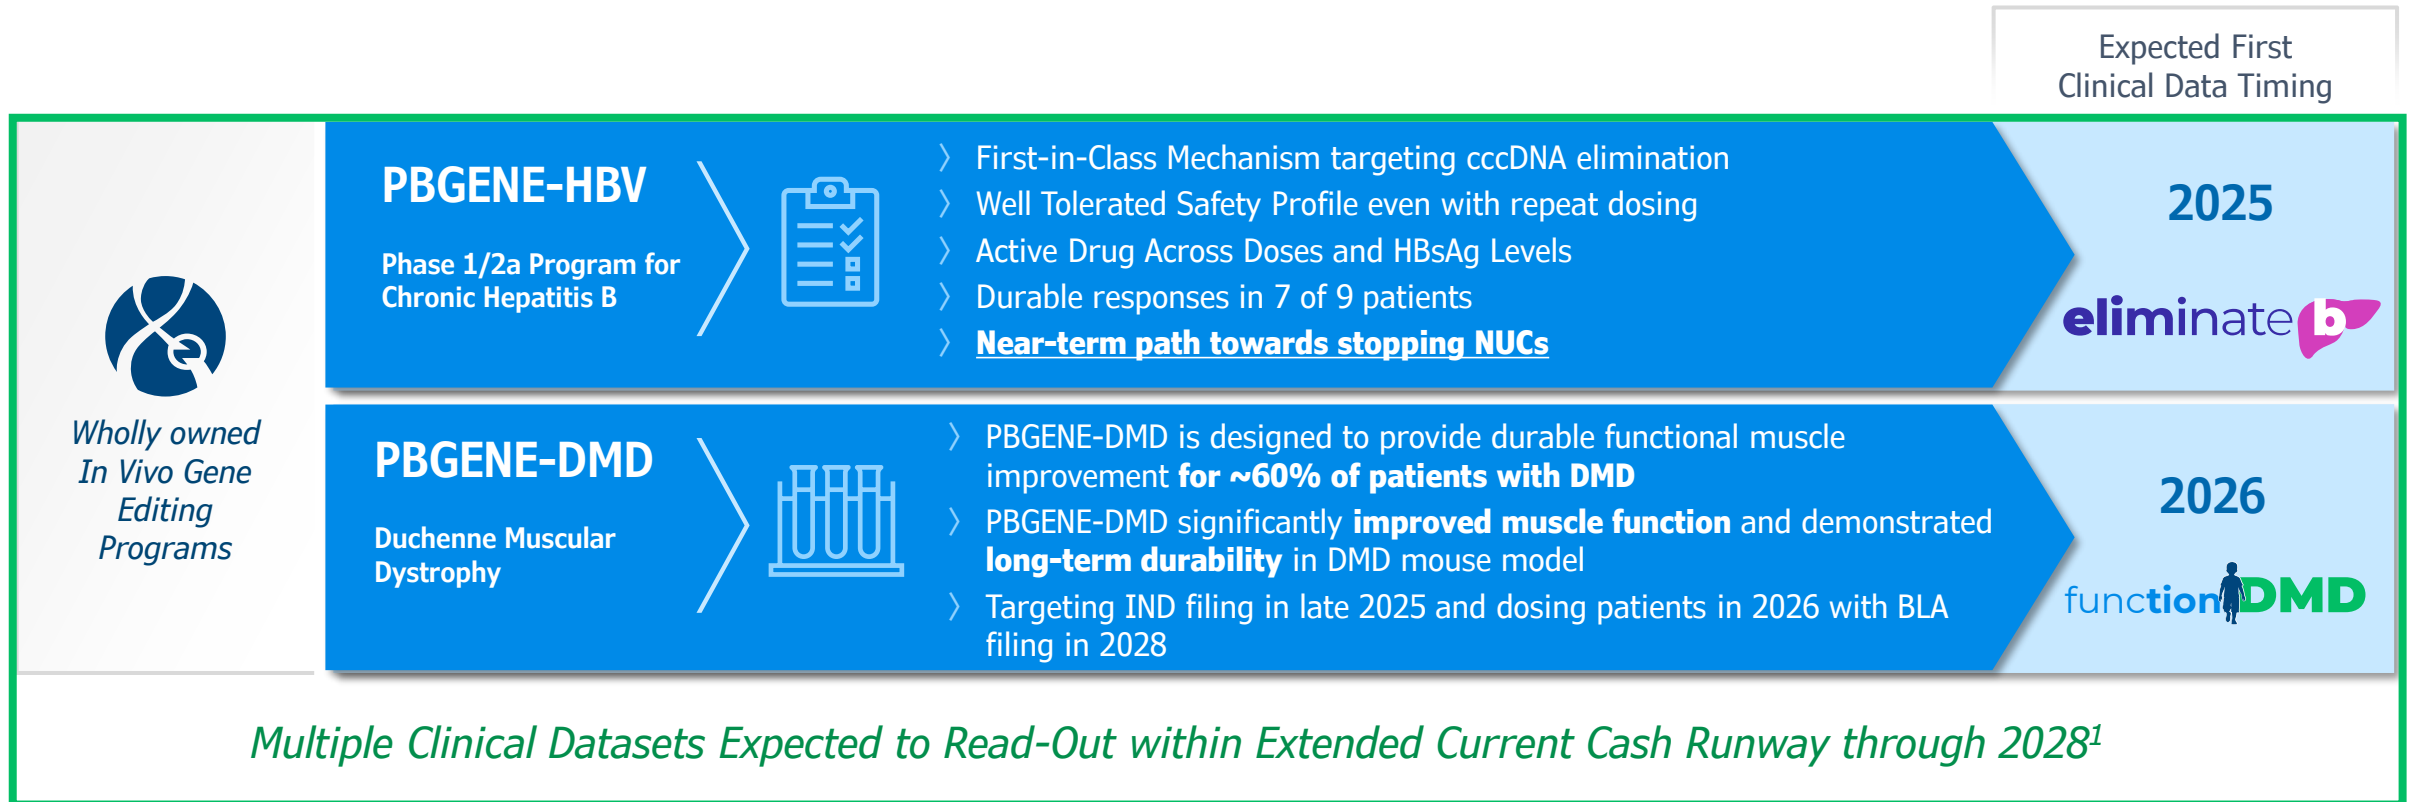 Expected First
Clinical Data Timing
Wholly owned
In Vivo Gene
Editing
Programs
PBGENE-HBV
Phase 1/2a Program for
Chronic Hepatitis B
〉 First-in-Class Mechanism targeting cccDNA elimination
〉 Well Tolerated Safety Profile even with repeat dosing
〉 Active Drug Across Doses and HBsAg Levels
〉 Durable responses in 7 of 9 patients
〉 Near-term path towards stopping NUCs
2025
eliminate b
PBGENE-DMD
Duchenne Muscular
Dystrophy
〉 PBGENE-DMD is designed to provide durable functional muscle
improvement for ~60% of patients with DMD
〉 PBGENE-DMD significantly improved muscle function and demonstrated
long-term durability in DMD mouse model
〉 Targeting IND filing in late 2025 and dosing patients in 2026 with BLA
filing in 2028
2026
function DMD
Multiple Clinical Datasets Expected to Read-Out within Extended Current Cash Runway through 2028¹